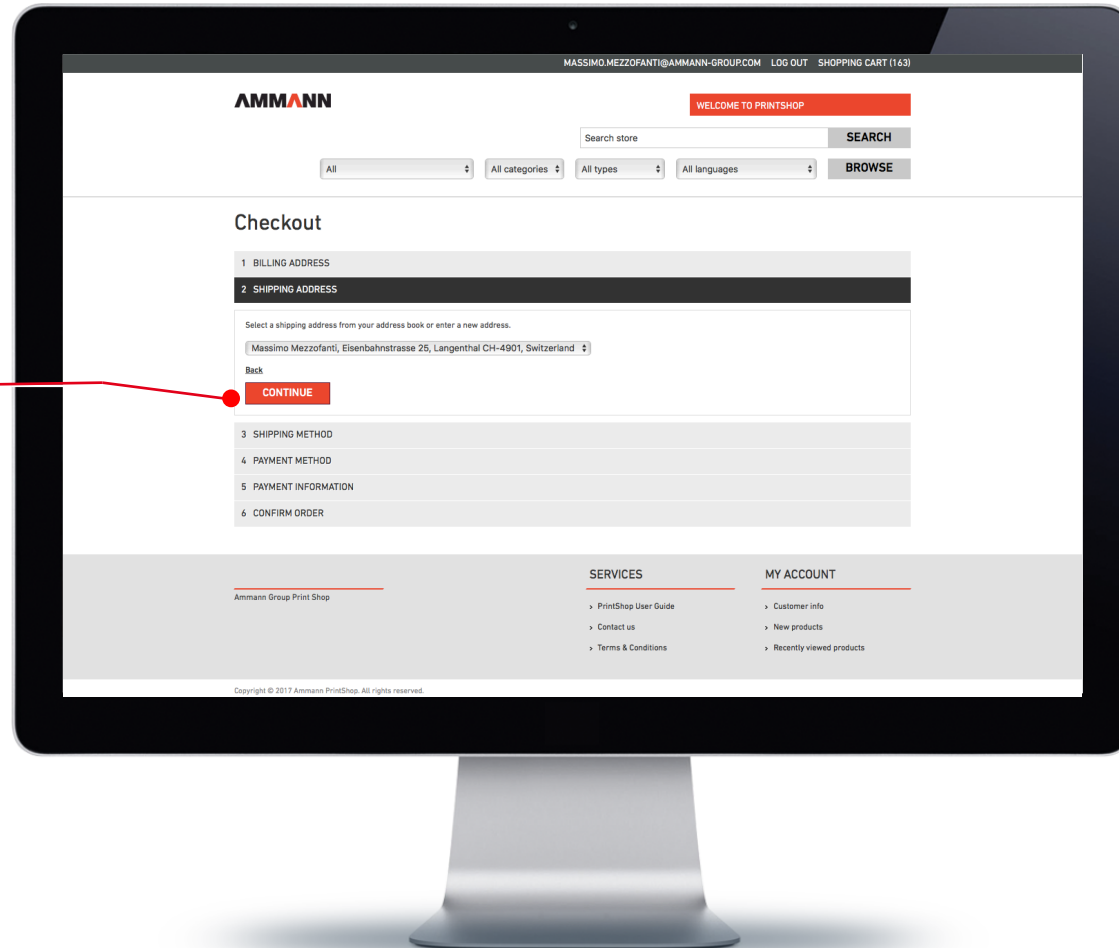 MASSIMO.MEZZOFANTI@AMMANN-GROUP.COM LOG OUT SHOPPING CART (163)
AMMANN
WELCOME TO PRINTSHOP
Search store SEARCH
All All categories All types All languages BROWSE
Checkout
1 BILLING ADDRESS
2 SHIPPING ADDRESS
Select a shipping address from your address book or enter a new address.
Massimo Mezzofanti, Eisenbahnstrasse 25, Langenthal CH-4901, Switzerland
Back
CONTINUE
3 SHIPPING METHOD
4 PAYMENT METHOD
5 PAYMENT INFORMATION
6 CONFIRM ORDER
SERVICES MY ACCOUNT
Ammann Group Print Shop
› PrintShop User Guide › Customer info
› Contact us › New products
› Terms & Conditions › Recently viewed products
Copyright © 2017 Ammann PrintShop. All rights reserved.